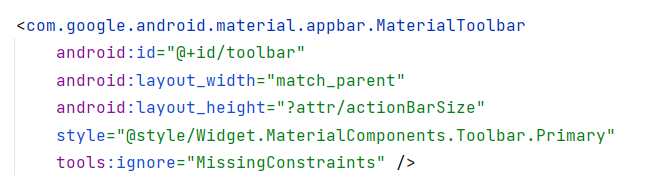 <com.google.android.material.appbar.MaterialToolbar
android:id="@+id/toolbar"
android:layout_width="match_parent"
android:layout_height="?attr/actionBarSize"
style="@style/Widget.MaterialComponents.Toolbar.Primary"
tools:ignore="MissingConstraints" />